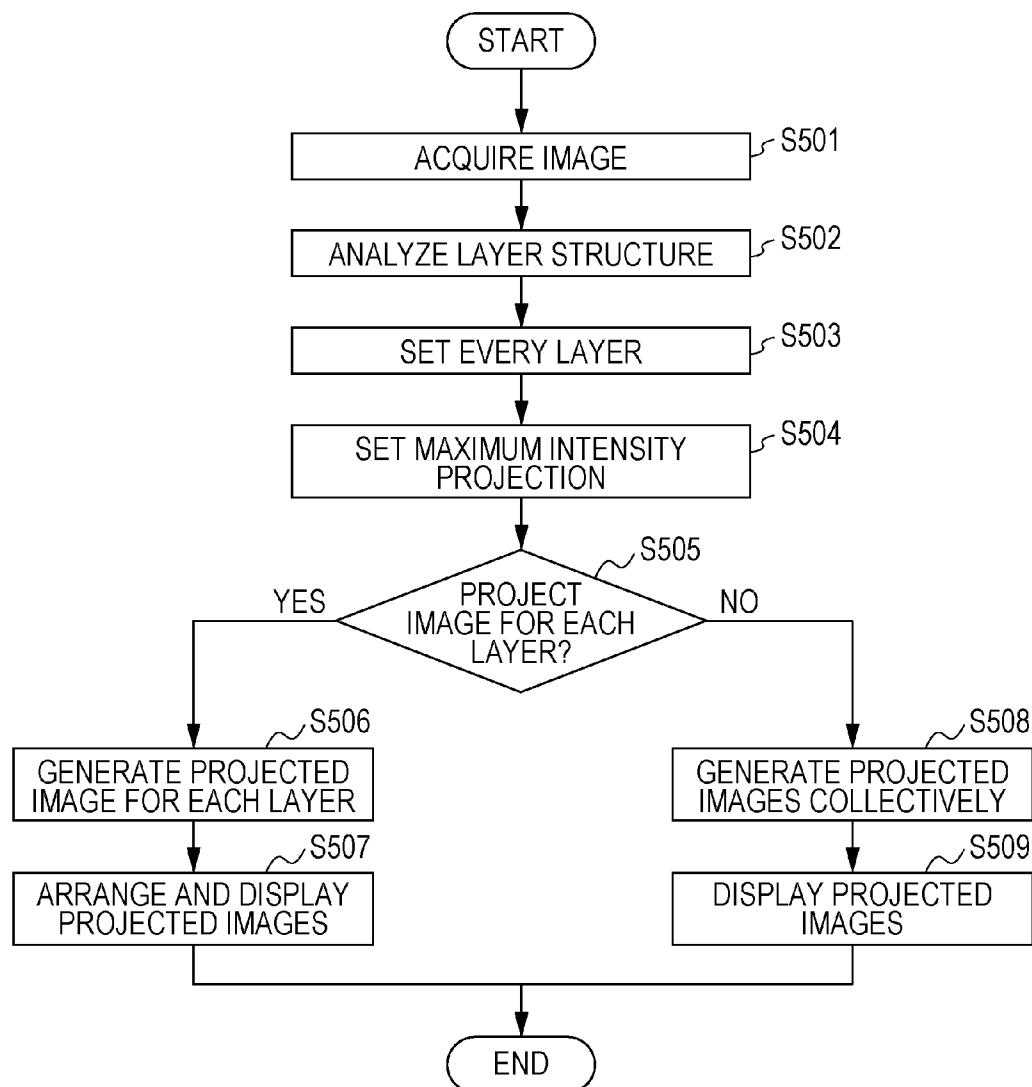 START
S501
ACQUIRE IMAGE
S502
ANALYZE LAYER STRUCTURE
S503
SET EVERY LAYER
S504
SET MAXIMUM INTENSITY
PROJECTION
S505
YES
PROJECT
IMAGE FOR EACH
LAYER?
NO
S506
GENERATE PROJECTED
IMAGE FOR EACH LAYER
S507
ARRANGE AND DISPLAY
PROJECTED IMAGES
S508
GENERATE PROJECTED
IMAGES COLLECTIVELY
S509
DISPLAY PROJECTED
IMAGES
END